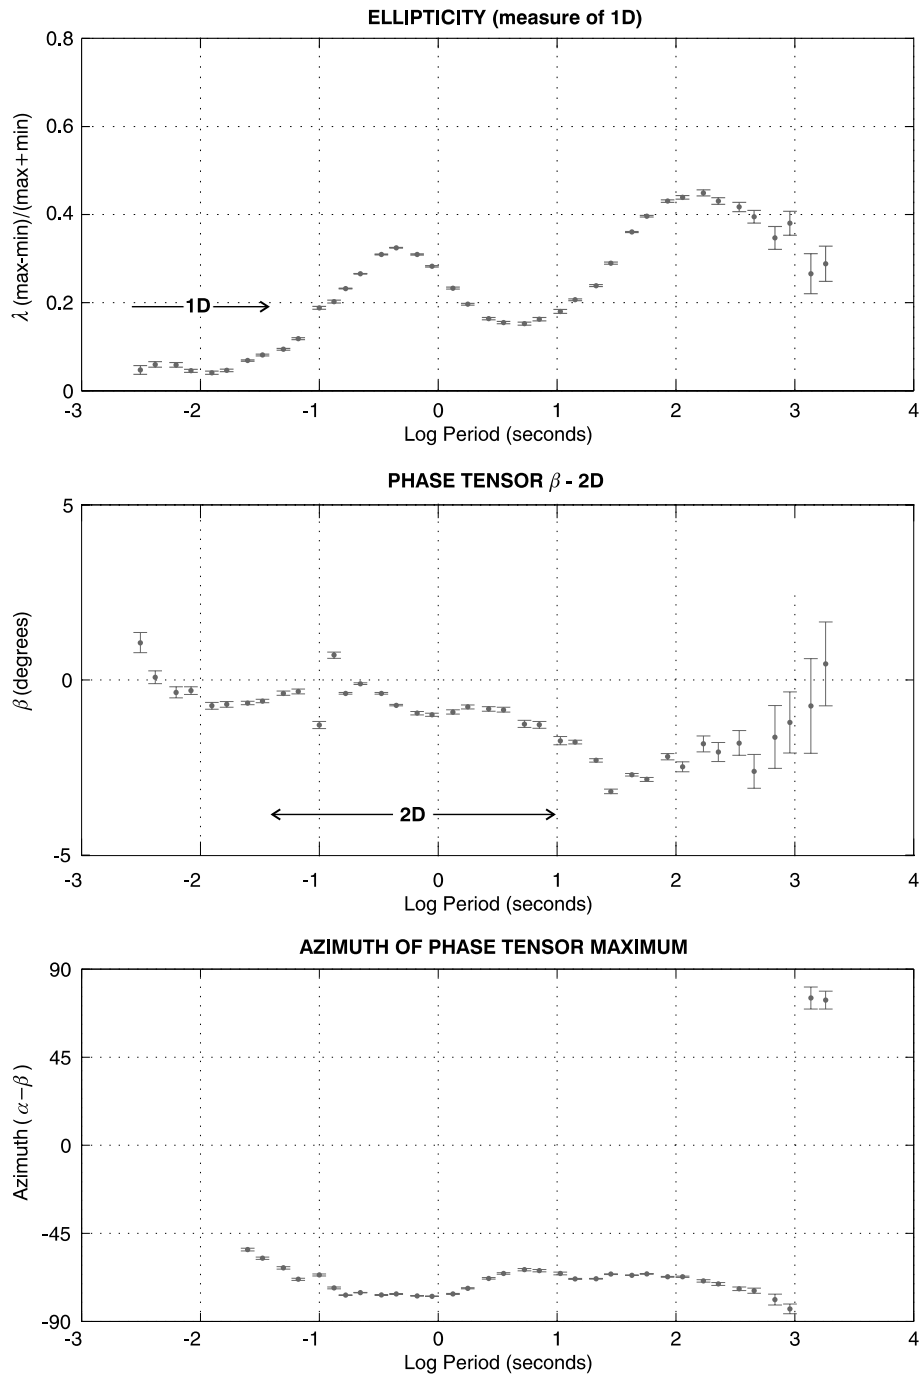 ELLIPTICITY (measure of 1D)
0.8
0.6
0.4
0.2
0
λ (max-min)/(max+min)
1D
-3 -2 -1 0 1 2 3 4
Log Period (seconds)
PHASE TENSOR β - 2D
5
0
-5
β (degrees)
2D
-3 -2 -1 0 1 2 3 4
Log Period (seconds)
AZIMUTH OF PHASE TENSOR MAXIMUM
90
45
0
-45
-90
Azimuth (α−β)
-3 -2 -1 0 1 2 3 4
Log Period (seconds)